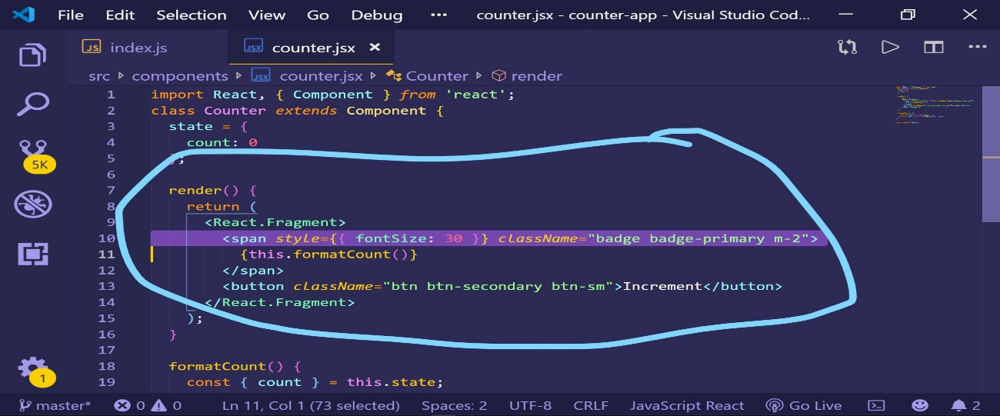 File Edit Selection View Go Debug ··· counter.jsx - counter-app - Visual Studio Cod...
JS index.js JSX counter.jsx
src components JSX counter.jsx Counter render
1 import React, { Component } from 'react';
2 class Counter extends Component {
3 state = {
4 count: 0
5 };
6
7 render() {
8 return (
9 <React.Fragment>
10 <span style={{ fontSize: 30 }} className="badge badge-primary m-2">
11 {this.formatCount()}
12 </span>
13 <button className="btn btn-secondary btn-sm">Increment</button>
14 </React.Fragment>
15 );
16 }
17
18 formatCount() {
19 const { count } = this.state;
5K
1
master* 0 0 Ln 11, Col 1 (73 selected) Spaces: 2 UTF-8 CRLF JavaScript React Go Live 2